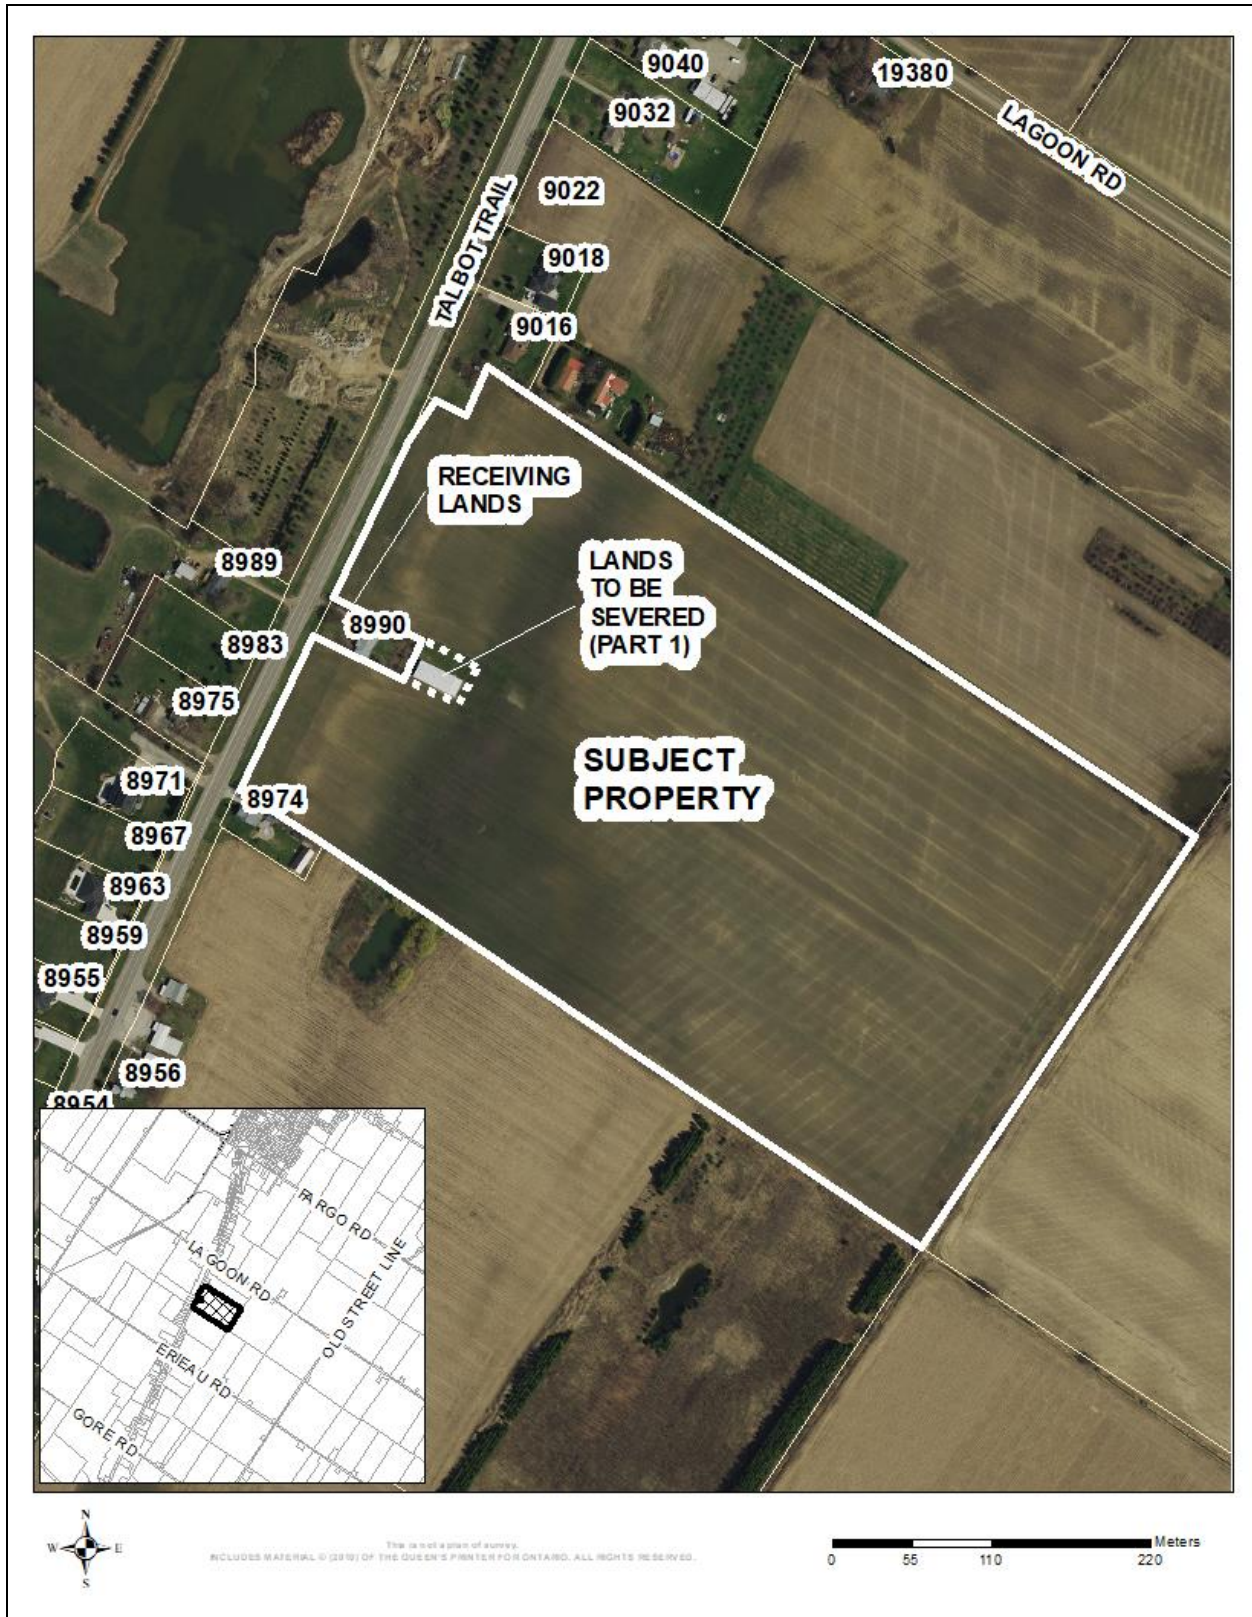 9040
19380
9032
LAGOON RD
9022
TALBOT TRAIL
9018
9016
RECEIVING
LANDS
8989
LANDS
TO BE
SEVERED
(PART 1)
8990
8983
8975
SUBJECT
PROPERTY
8971
8974
8967
8963
8959
8955
8956
8954
FARGO RD
LAGOON RD
OLD STREET LINE
ERIEAU RD
GORE RD
N
W E
S
This is not a plan of survey.
INCLUDES MATERIAL © (2010) OF THE QUEEN'S PRINTER FOR ONTARIO. ALL RIGHTS RESERVED.
Meters
0 55 110 220